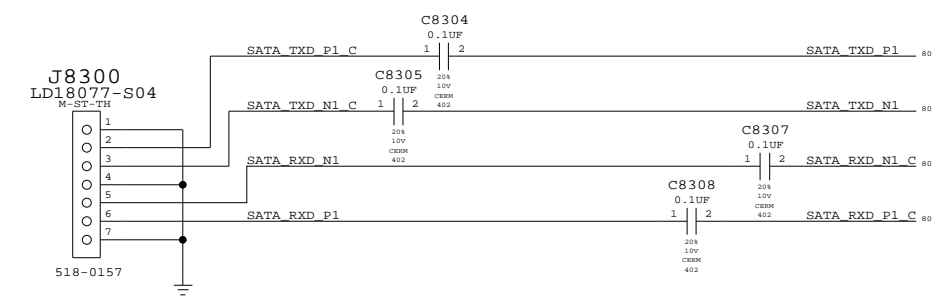 C8304
0.1UF
SATA_TXD_P1_C
1 2
SATA_TXD_P1
80
20%
10V
CERM
402
J8300
LD18077-S04
M-ST-TH
C8305
0.1UF
SATA_TXD_N1_C
1 2
SATA_TXD_N1
80
20%
10V
CERM
402
1
2
3
4
5
6
7
C8307
0.1UF
SATA_RXD_N1
1 2
SATA_RXD_N1_C
80
20%
10V
CERM
402
C8308
0.1UF
SATA_RXD_P1
1 2
SATA_RXD_P1_C
80
20%
10V
CERM
402
518-0157